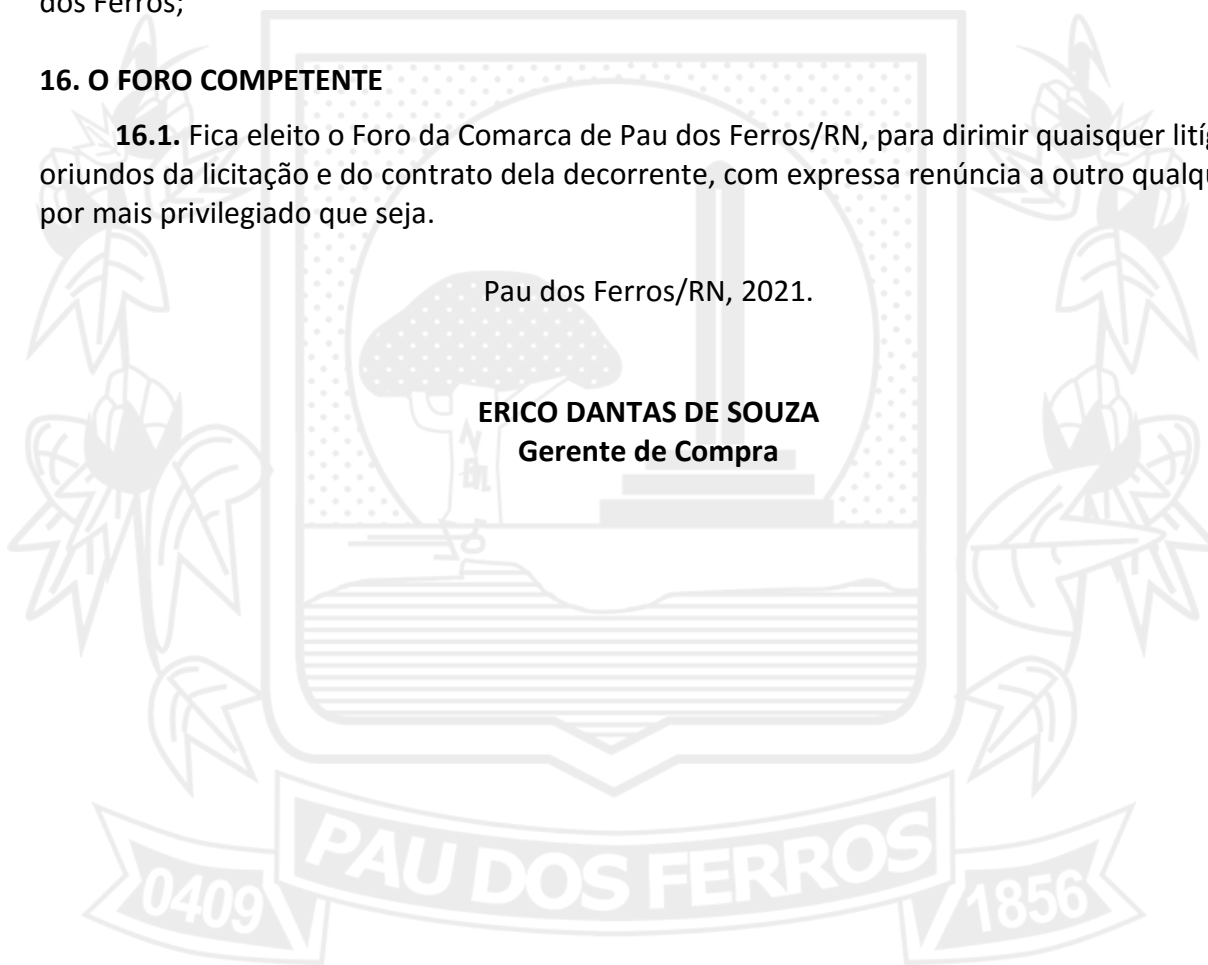 dos Ferros;
16. O FORO COMPETENTE
16.1. Fica eleito o Foro da Comarca de Pau dos Ferros/RN, para dirimir quaisquer
oriundos da licitação e do contrato dela decorrente, com expressa renúncia a outro
por mais privilegiado que seja.
Pau dos Ferros/RN, 2021.
ERICO DANTAS DE SOUZA
Gerente de Compra
PAU DOS FERROS
0409
1856